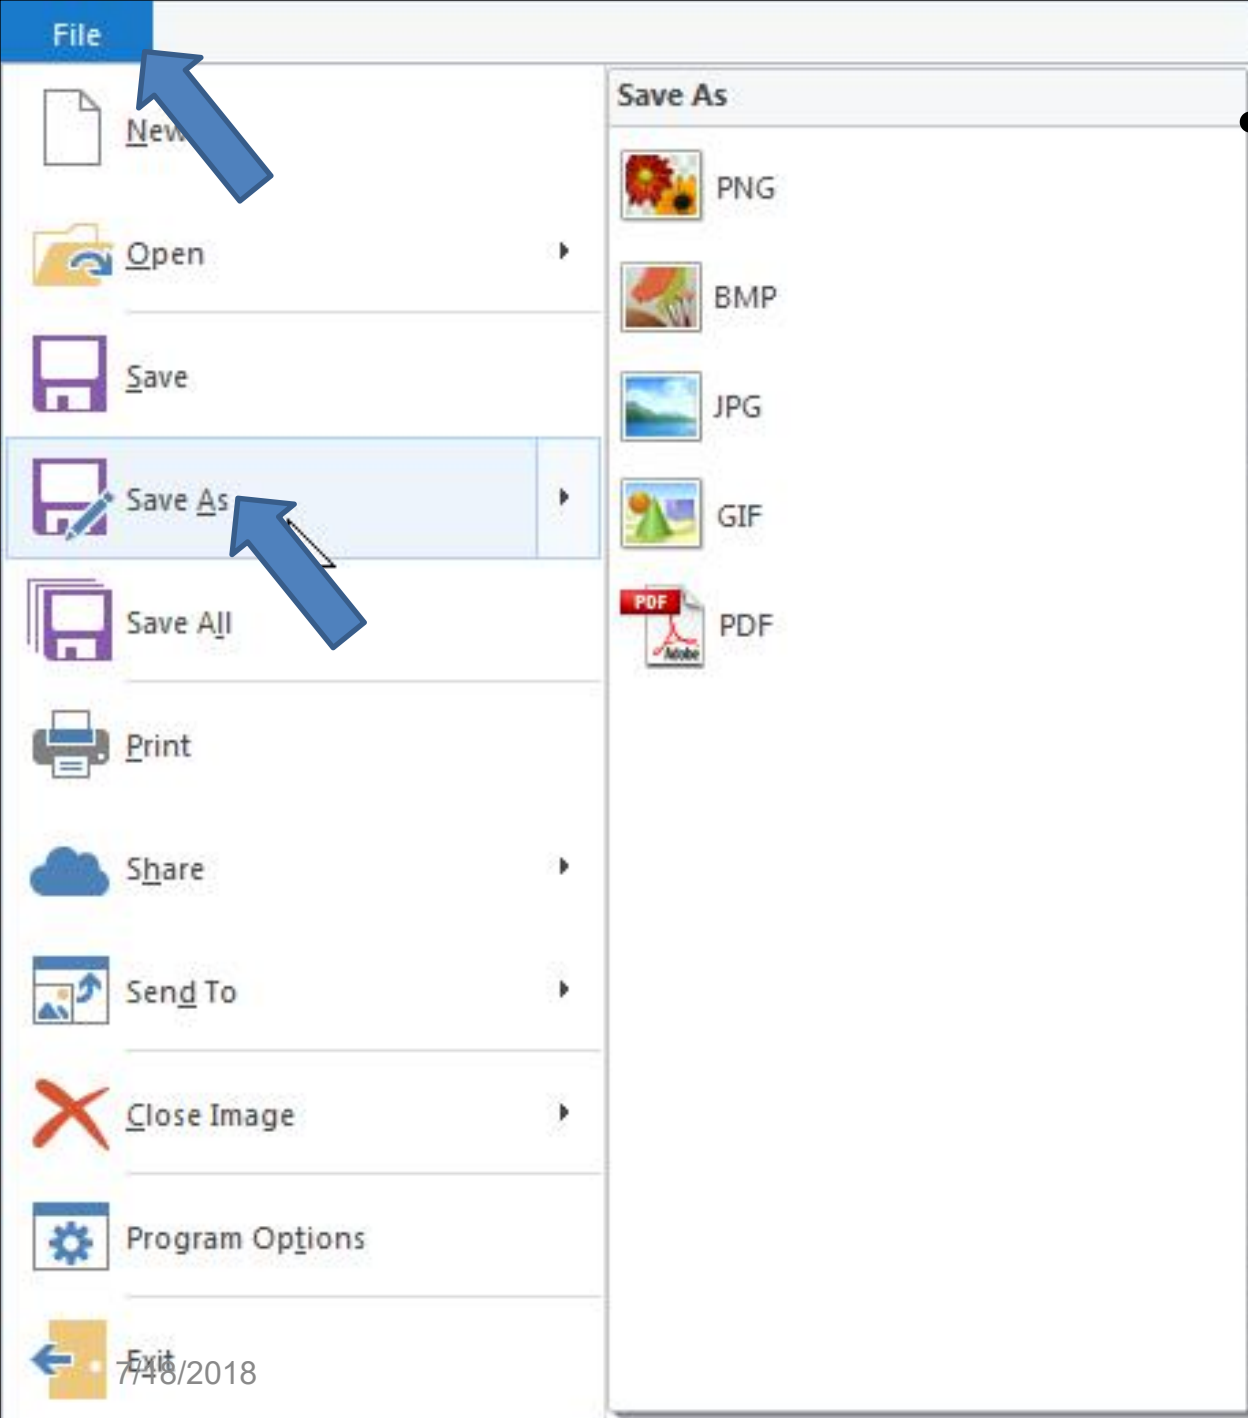 File
New
Open
Save
Save As
Save All
Print
Share
Send To
Close Image
Program Options
Exit
Save As
PNG
BMP
JPG
GIF
PDF
PDF
Adobe